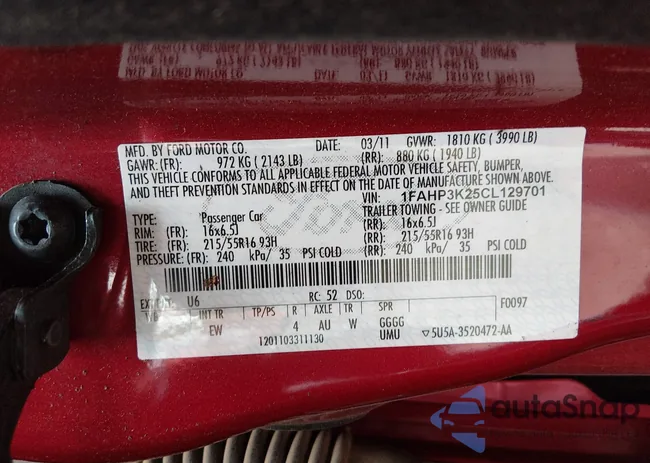 MFD. BY FORD MOTOR CO. DATE: 03/11 GVWR: 1810 KG (3990 LB)
GAWR: (FR) 972 KG (2143 LB) (RR) 880 KG (1940 LB)
THIS VEHICLE CONFORMS TO ALL APPLICABLE FEDERAL MOTOR VEHICLE SAFETY, BUMPER,
AND THEFT PREVENTION STANDARDS IN EFFECT ON THE DATE OF MANUFACTURE SHOWN ABOVE.
VIN: 1FAHP3K25CL129701
TYPE: Passenger Car TRAILER TOWING - SEE OWNER GUIDE
RIM: (FR) 16x6.5J (RR) 16x6.5J
TIRE: (FR) 215/55R16 93H (RR) 215/55R16 93H
PRESSURE: (FR) 240 kPa/ 35 PSI COLD (RR) 240 kPa/ 35 PSI COLD
U6 RC: 52 DSO:
WB INT TR TP/PS R AXLE TR SPR F0097
EW 4 AU W GGGG
1201103311130 UMU ▽5U5A-3520472-AA
autoSnap